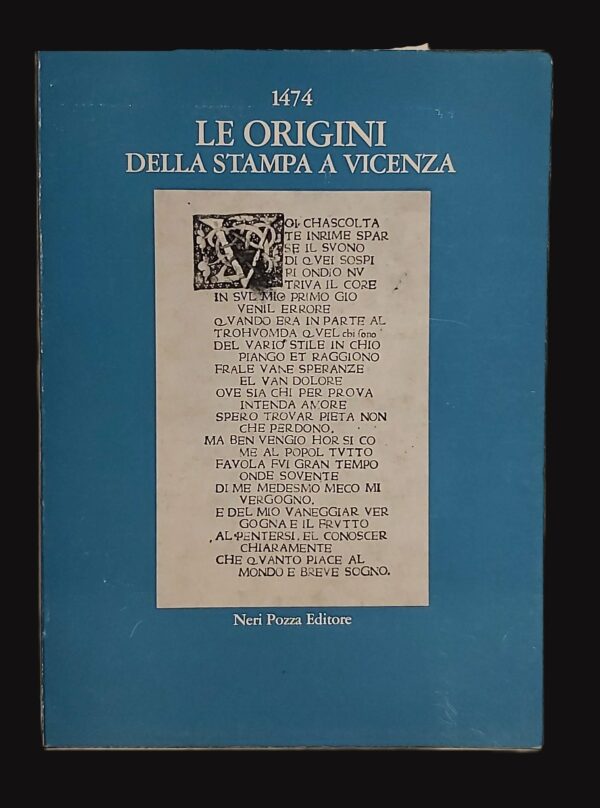 1474
LE ORIGINI
DELLA STAMPA A VICENZA
VOI CHASCOLTA
TE INRIME SPAR
SE IL SVONO
DI QVEI SOSPI
RI ONDIO NV
TRIVA IL CORE
IN SVL MIO PRIMO GIO
VENIL ERRORE
QVANDO ERA IN PARTE AL
TROHVOMDA QVEL chi sono
DEL VARIO STILE IN CHIO
PIANGO ET RAGGIONO
FRALE VANE SPERANZE
EL VAN DOLORE
OVE SIA CHI PER PROVA
INTENDA AMORE
SPERO TROVAR PIETA NON
CHE PERDONO.
MA BEN VENGIO HOR SI CO
ME AL POPOL TVTTO
FAVOLA FVI GRAN TEMPO
ONDE SOVENTE
DI ME MEDESMO MECO MI
VERGOGNO.
E DEL MIO VANEGGIAR VER
GOGNA E IL FRVTTO
.AL PENTERSI, EL CONOSCER
CHIARAMENTE
CHE QVANTO PIACE AL
MONDO E BREVE SOGNO.
Neri Pozza Editore